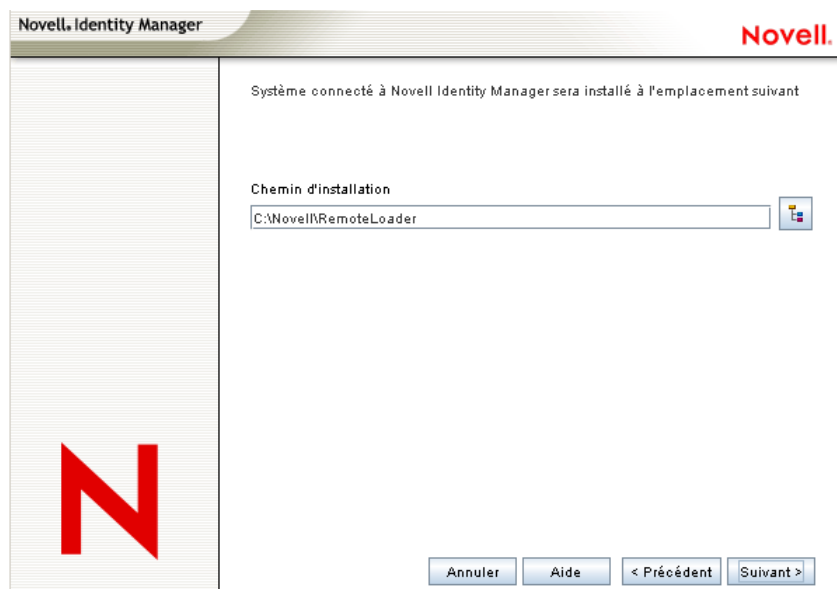 Novell. Identity Manager
Novell.
Système connecté à Novell Identity Manager sera installé à l'emplacement suivant
Chemin d'installation
C:\Novell\RemoteLoader
N
Annuler
Aide
< Précédent
Suivant >